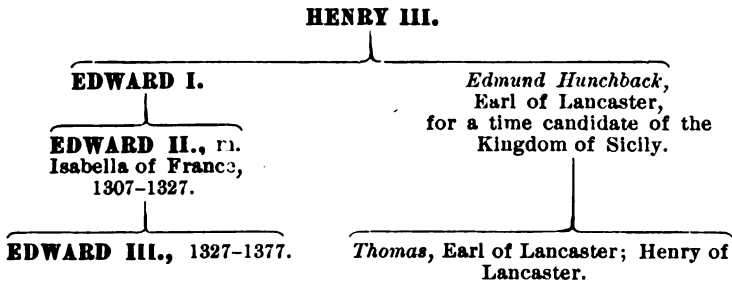 HENRY III.
EDWARD I.
Edmund Hunchback,
Earl of Lancaster,
for a time candidate of the
Kingdom of Sicily.
EDWARD II., m.
Isabella of France,
1307–1327.
EDWARD III., 1327–1377.
Thomas, Earl of Lancaster; Henry of
Lancaster.